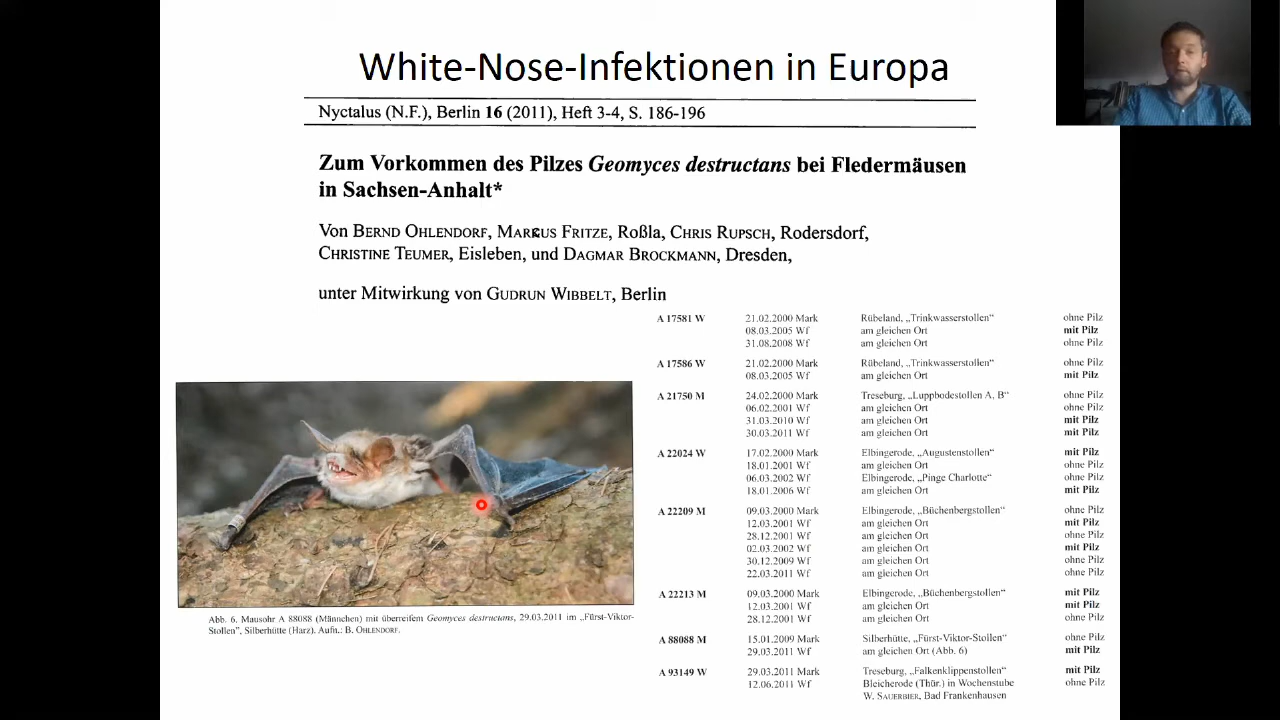 White-Nose-Infektionen in Europa
Nyctalus (N.F.), Berlin 16 (2011), Heft 3-4, S. 186-196
Zum Vorkommen des Pilzes Geomyces destructans bei Fledermäusen
in Sachsen-Anhalt*
Von BERND OHLENDORF, MARKUS FRITZE, Roßla, CHRIS RUPSCH, Rodersdorf,
CHRISTINE TEUMER, Eisleben, und DAGMAR BROCKMANN, Dresden,
unter Mitwirkung von GUDRUN WIBBELT, Berlin
A 17581 W 21.02.2000 Mark Rübeland, „Trinkwasserstollen“ ohne Pilz
08.03.2005 Wf am gleichen Ort mit Pilz
31.08.2008 Wf am gleichen Ort ohne Pilz
A 17586 W 21.02.2000 Mark Rübeland, „Trinkwasserstollen“ ohne Pilz
08.03.2005 Wf am gleichen Ort mit Pilz
A 21750 M 24.02.2000 Mark Treseburg, „Luppbodestollen A, B“ ohne Pilz
06.02.2001 Wf am gleichen Ort ohne Pilz
31.03.2010 Wf am gleichen Ort mit Pilz
30.03.2011 Wf am gleichen Ort mit Pilz
A 22024 W 17.02.2000 Mark Elbingerode, „Augustenstollen“ mit Pilz
18.01.2001 Wf am gleichen Ort ohne Pilz
06.03.2002 Wf Elbingerode, „Pinge Charlotte“ ohne Pilz
18.01.2006 Wf am gleichen Ort mit Pilz
A 22209 M 09.03.2000 Mark Elbingerode, „Büchenbergstollen“ ohne Pilz
12.03.2001 Wf am gleichen Ort mit Pilz
28.12.2001 Wf am gleichen Ort ohne Pilz
02.03.2002 Wf am gleichen Ort mit Pilz
30.12.2009 Wf am gleichen Ort ohne Pilz
22.03.2011 Wf am gleichen Ort ohne Pilz
A 22213 M 09.03.2000 Mark Elbingerode, „Büchenbergstollen“ mit Pilz
12.03.2001 Wf am gleichen Ort mit Pilz
28.12.2001 Wf am gleichen Ort ohne Pilz
A 88088 M 15.01.2009 Mark Silberhütte, „Fürst-Viktor-Stollen“ ohne Pilz
29.03.2011 Wf am gleichen Ort (Abb. 6) mit Pilz
A 93149 W 29.03.2011 Mark Treseburg, „Falkenklippenstollen“ mit Pilz
12.06.2011 Wf Bleicherode (Thür.) in Wochenstube ohne Pilz
W. SAUERBIER, Bad Frankenhausen
Abb. 6. Mausohr A 88088 (Männchen) mit überreifem Geomyces destructans, 29.03.2011 im „Fürst-Viktor-
Stollen“, Silberhütte (Harz). Aufn.: B. OHLENDORF.